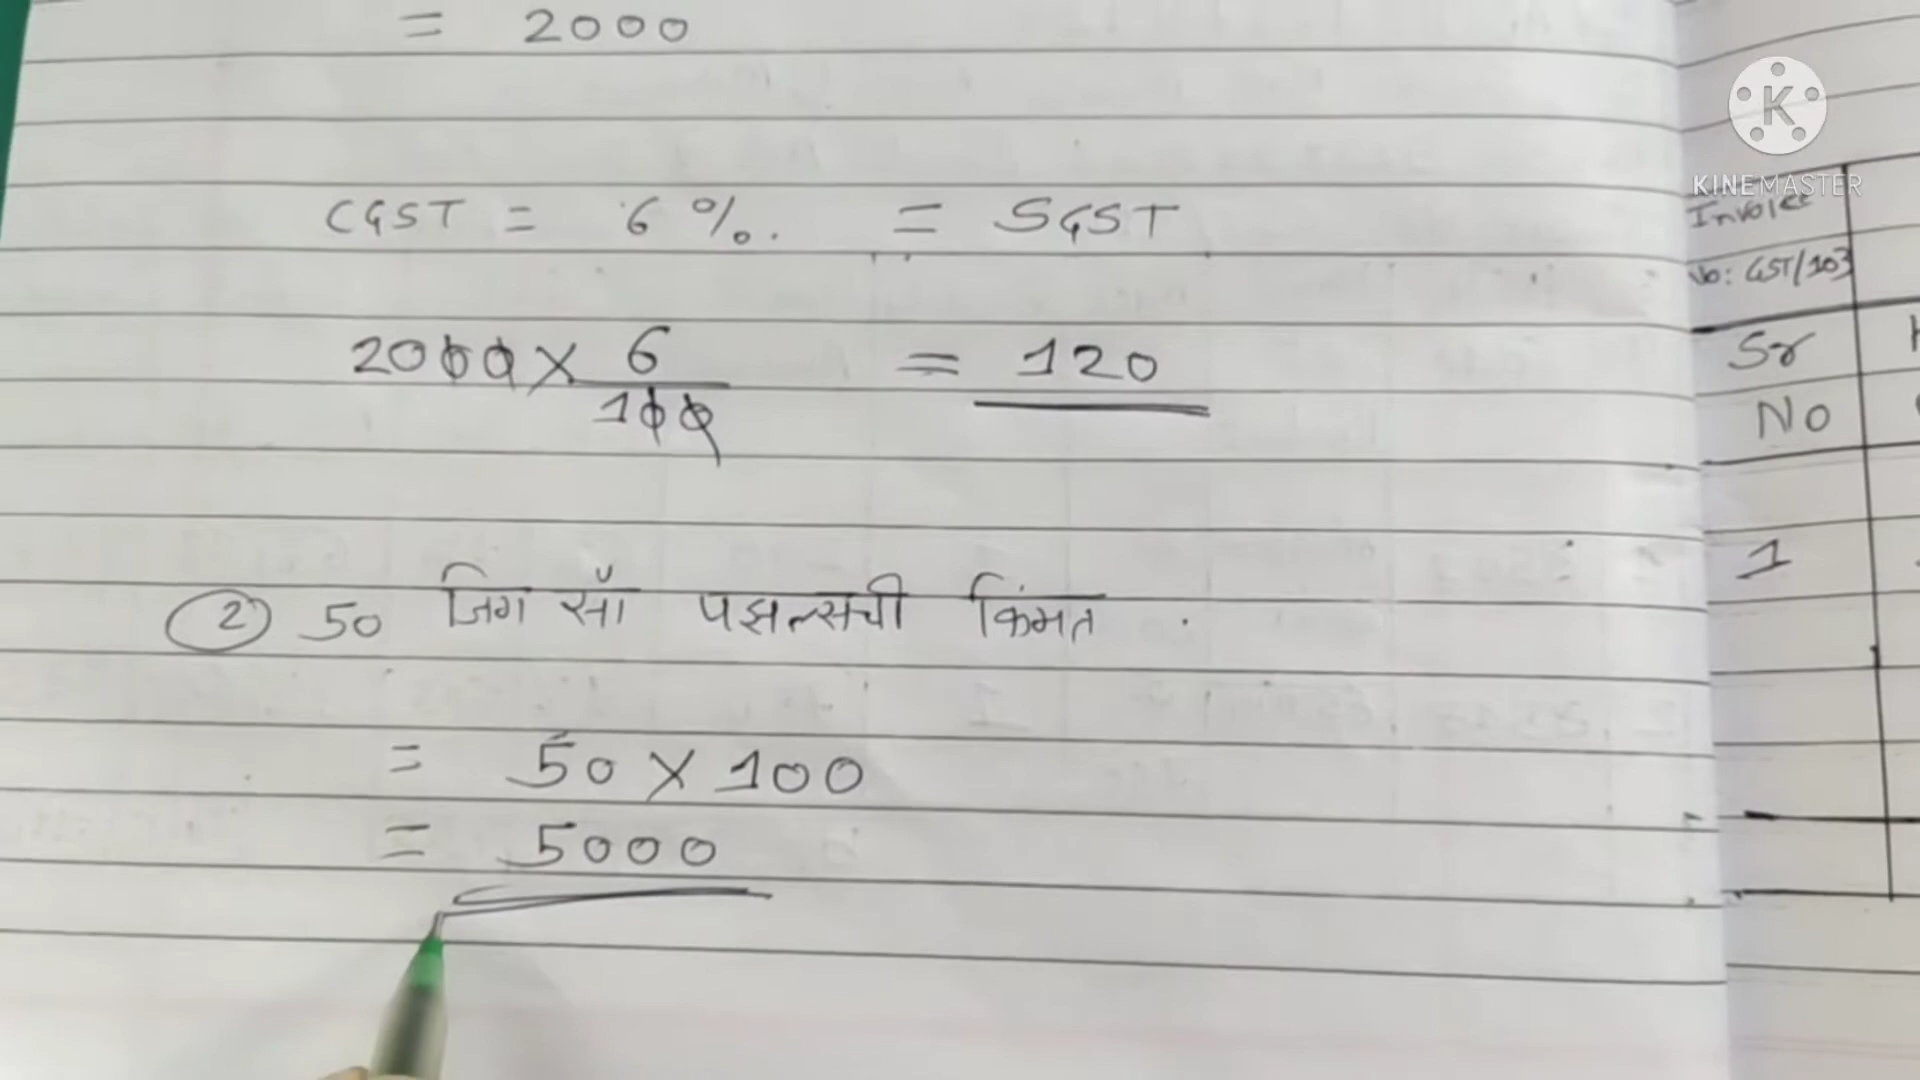 = 2000
CGST = 6 %. = SGST
2000 × 6/100 = 120
② 50 जिग सॉ पझल्सची किंमत .
= 50 × 100
= 5000
K
KINEMASTER
Invoice
No: GST/103
Sr
No
1